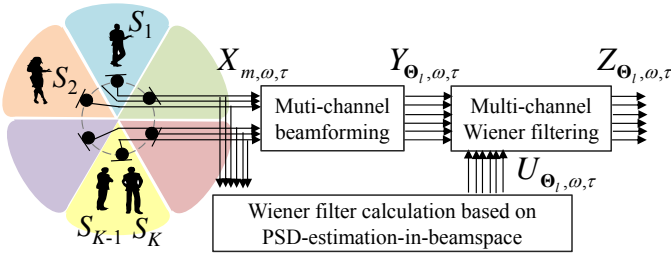 S₁
S₂
S_{K-1} S_K
X_{m,ω,τ}
Y_{Θ_l,ω,τ}
Z_{Θ_l,ω,τ}
Muti-channel
beamforming
Multi-channel
Wiener filtering
U_{Θ_l,ω,τ}
Wiener filter calculation based on
PSD-estimation-in-beamspace